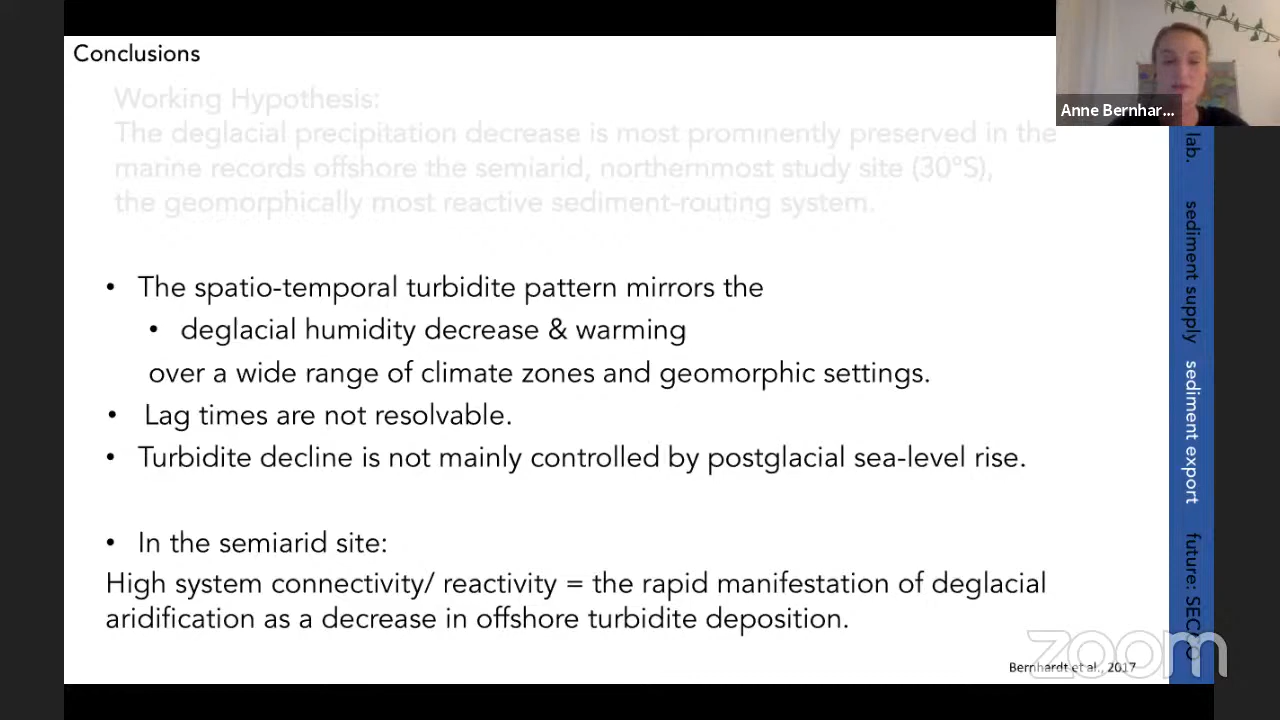 Conclusions
Working Hypothesis:
The deglacial precipitation decrease is most prominently preserved in the
marine records offshore the semiarid, northernmost study site (30°S),
the geomorphically most reactive sediment-routing system.
• The spatio-temporal turbidite pattern mirrors the
• deglacial humidity decrease & warming
over a wide range of climate zones and geomorphic settings.
• Lag times are not resolvable.
• Turbidite decline is not mainly controlled by postglacial sea-level rise.
• In the semiarid site:
High system connectivity/ reactivity = the rapid manifestation of deglacial
aridification as a decrease in offshore turbidite deposition.
Bernhardt et al., 2017
Anne Bernhar...
lab.
sediment supply
sediment export
future:
zoom